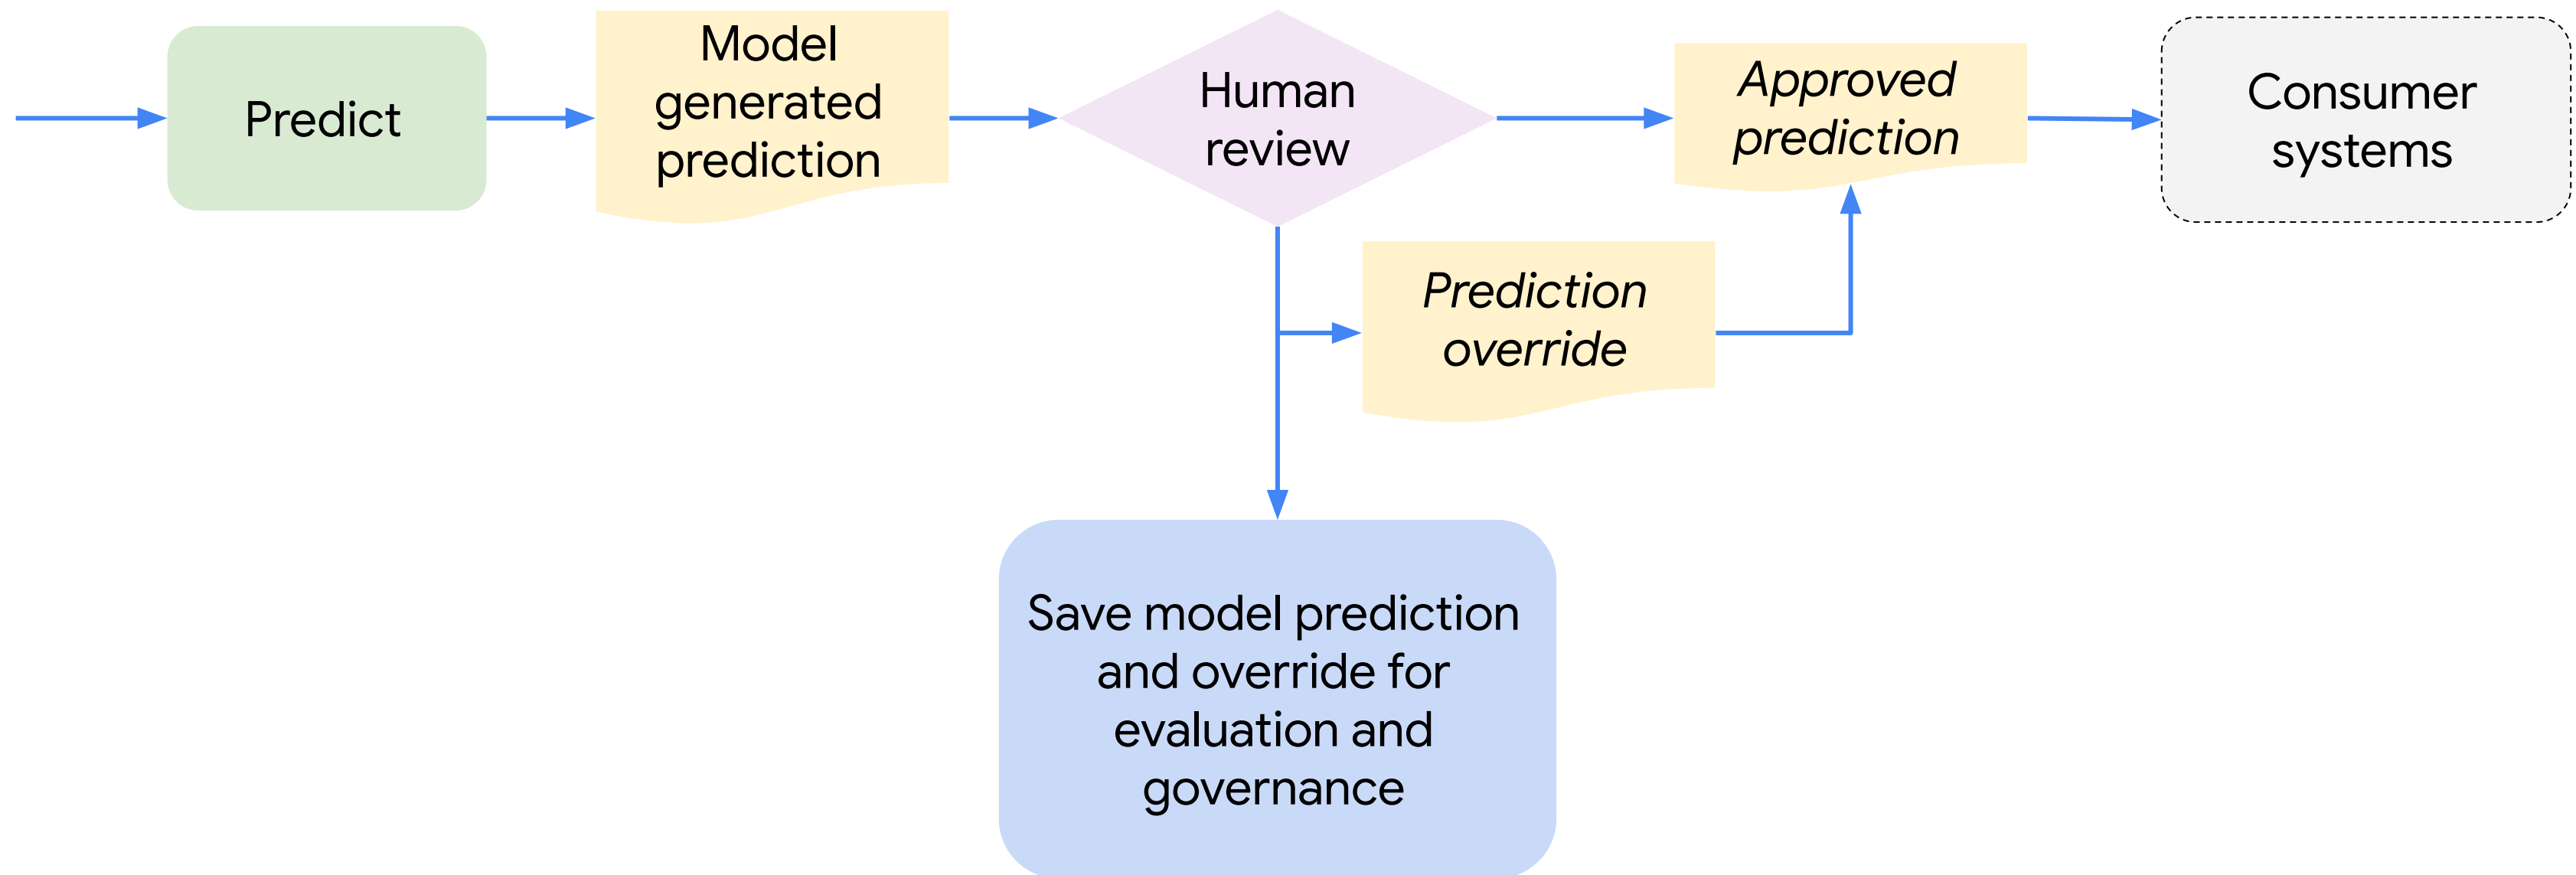 Predict
Model
generated
prediction
Human
review
Approved
prediction
Consumer
systems
Prediction
override
Save model prediction
and override for
evaluation and
governance